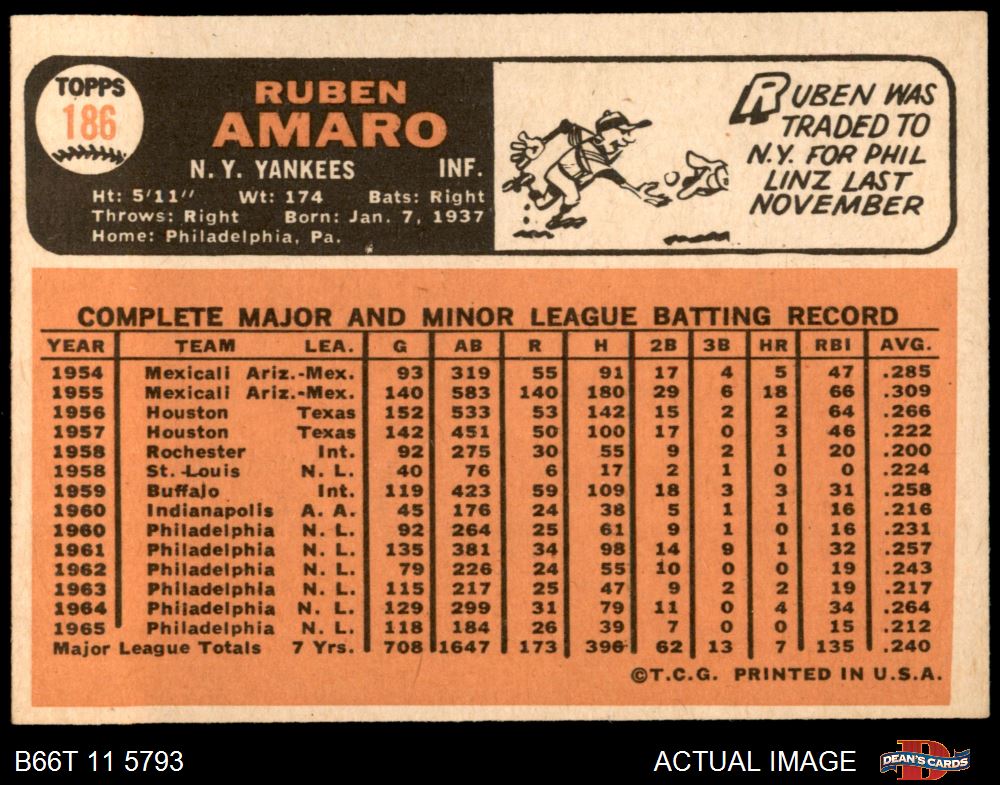 TOPPS
186
RUBEN
AMARO
N. Y. YANKEES INF.
Ht: 5'11" Wt: 174 Bats: Right
Throws: Right Born: Jan. 7, 1937
Home: Philadelphia, Pa.
RUBEN WAS
TRADED TO
N.Y. FOR PHIL
LINZ LAST
NOVEMBER
COMPLETE MAJOR AND MINOR LEAGUE BATTING RECORD
YEAR TEAM LEA. G AB R H 2B 3B HR RBI AVG.
1954 Mexicali Ariz.-Mex. 93 319 55 91 17 4 5 47 .285
1955 Mexicali Ariz.-Mex. 140 583 140 180 29 6 18 66 .309
1956 Houston Texas 152 533 53 142 15 2 2 64 .266
1957 Houston Texas 142 451 50 100 17 0 3 46 .222
1958 Rochester Int. 92 275 30 55 9 2 1 20 .200
1958 St. Louis N. L. 40 76 6 17 2 1 0 0 .224
1959 Buffalo Int. 119 423 59 109 18 3 3 31 .258
1960 Indianapolis A. A. 45 176 24 38 5 1 1 16 .216
1960 Philadelphia N. L. 92 264 25 61 9 1 0 16 .231
1961 Philadelphia N. L. 135 381 34 98 14 9 1 32 .257
1962 Philadelphia N. L. 79 226 24 55 10 0 0 19 .243
1963 Philadelphia N. L. 115 217 25 47 9 2 2 19 .217
1964 Philadelphia N. L. 129 299 31 79 11 0 4 34 .264
1965 Philadelphia N. L. 118 184 26 39 7 0 0 15 .212
Major League Totals 7 Yrs. 708 1647 173 396 62 13 7 135 .240
©T.C.G. PRINTED IN U.S.A.
B66T 11 5793 ACTUAL IMAGE
D
DEAN'S CARDS